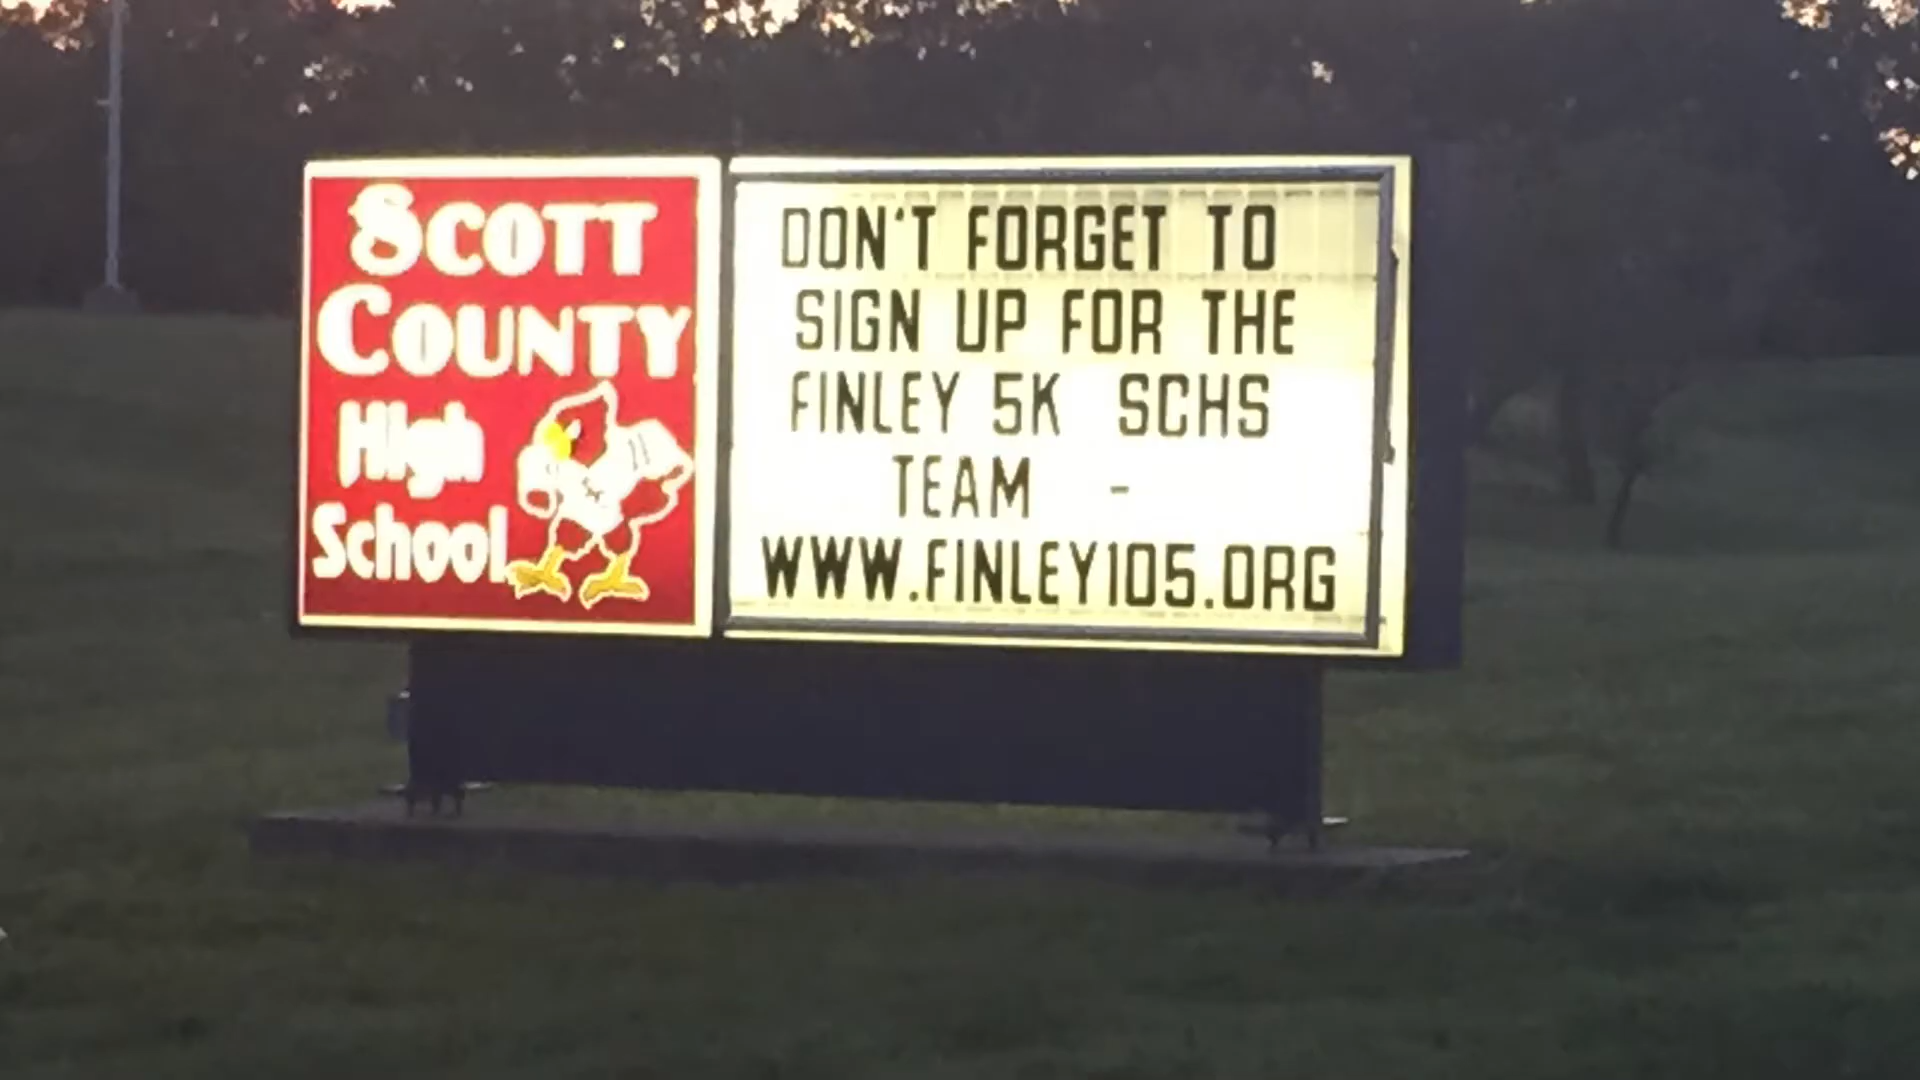 SCOTT
COUNTY
High
School
DON'T FORGET TO
SIGN UP FOR THE
FINLEY 5K SCHS
TEAM -
WWW.FINLEY105.ORG